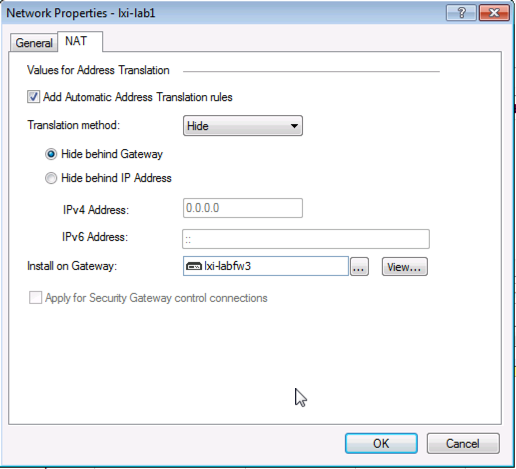 Network Properties - lxi-lab1
General NAT
Values for Address Translation
Add Automatic Address Translation rules
Translation method: Hide
Hide behind Gateway
Hide behind IP Address
IPv4 Address: 0.0.0.0
IPv6 Address: ::
Install on Gateway: lxi-labfw3 ... View...
Apply for Security Gateway control connections
OK Cancel